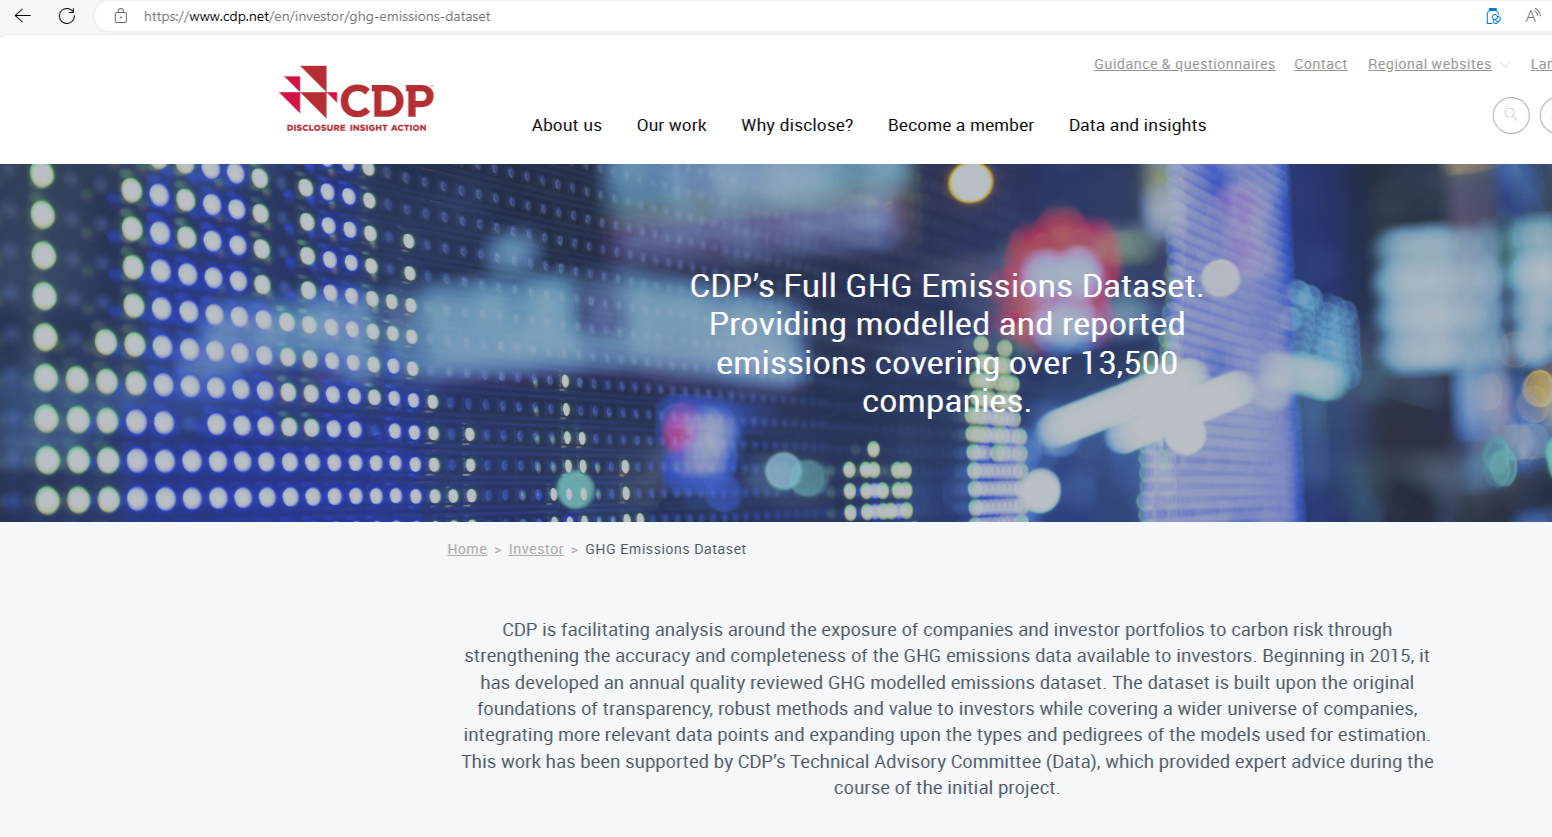 https://www.cdp.net/en/investor/ghg-emissions-dataset
Guidance & questionnaires Contact Regional websites
CDP
DISCLOSURE INSIGHT ACTION
About us Our work Why disclose? Become a member Data and insights
CDP’s Full GHG Emissions Dataset.
Providing modelled and reported
emissions covering over 13,500
companies.
Home > Investor > GHG Emissions Dataset
CDP is facilitating analysis around the exposure of companies and investor portfolios to carbon risk through
strengthening the accuracy and completeness of the GHG emissions data available to investors. Beginning in 2015, it
has developed an annual quality reviewed GHG modelled emissions dataset. The dataset is built upon the original
foundations of transparency, robust methods and value to investors while covering a wider universe of companies,
integrating more relevant data points and expanding upon the types and pedigrees of the models used for estimation.
This work has been supported by CDP’s Technical Advisory Committee (Data), which provided expert advice during the
course of the initial project.